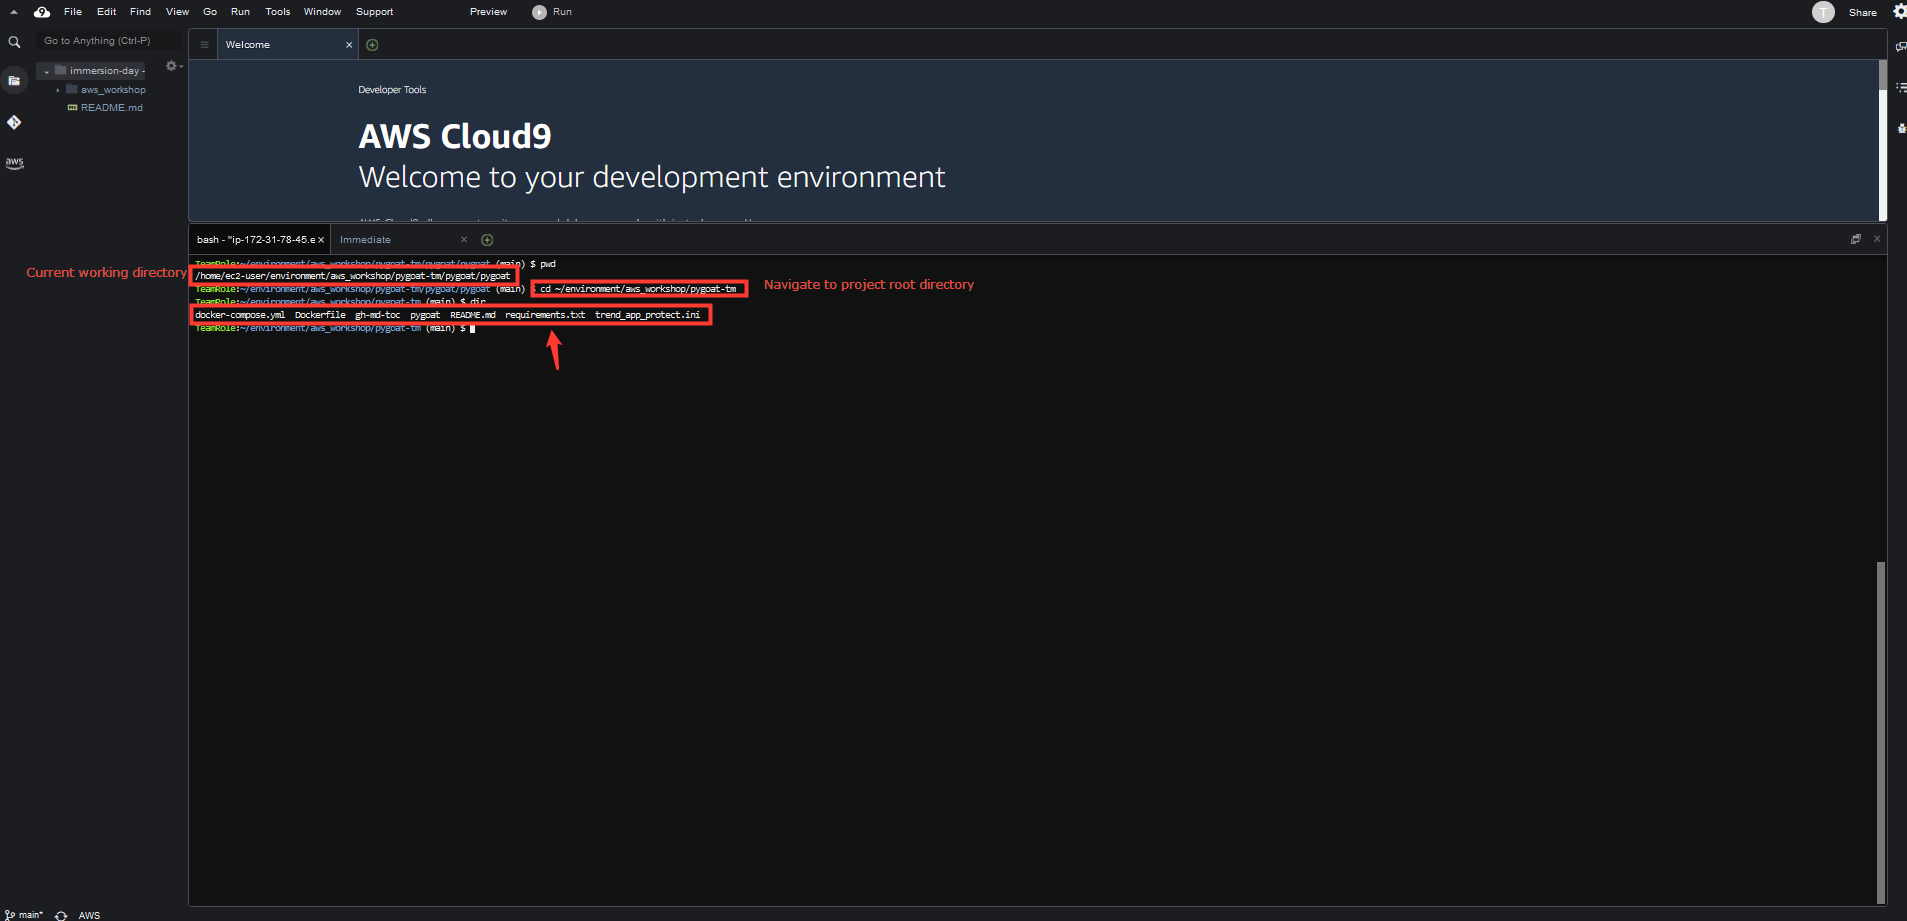 File Edit Find View Go Run Tools Window Support Preview Run
T Share
Go to Anything (Ctrl-P)
immersion-day -
aws_workshop
README.md
aws
Welcome
Developer Tools
AWS Cloud9
Welcome to your development environment
bash - "ip-172-31-78-45.e Immediate
TeamRole:~/environment/aws_workshop/pygoat-tm/pygoat/pygoat (main) $ pwd
Current working directory
/home/ec2-user/environment/aws_workshop/pygoat-tm/pygoat/pygoat
TeamRole:~/environment/aws_workshop/pygoat-tm/pygoat/pygoat (main) $ cd ~/environment/aws_workshop/pygoat-tm
Navigate to project root directory
TeamRole:~/environment/aws_workshop/pygoat-tm (main) $ dir
docker-compose.yml Dockerfile gh-md-toc pygoat README.md requirements.txt trend_app_protect.ini
TeamRole:~/environment/aws_workshop/pygoat-tm (main) $
main* AWS